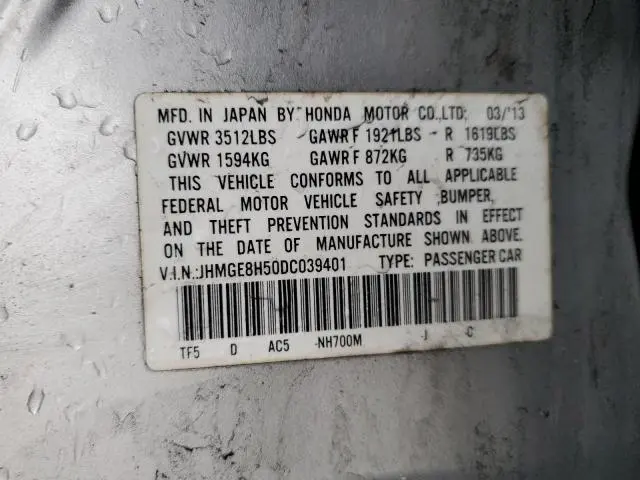 MFD. IN JAPAN BY HONDA MOTOR CO.,LTD. 03/13
GVWR 3512LBS GAWR F 1921LBS R 1619LBS
GVWR 1594KG GAWR F 872KG R 735KG
THIS VEHICLE CONFORMS TO ALL APPLICABLE
FEDERAL MOTOR VEHICLE SAFETY ,BUMPER,
AND THEFT PREVENTION STANDARDS IN EFFECT
ON THE DATE OF MANUFACTURE SHOWN ABOVE.
V.I.N.:JHMGE8H50DC039401 TYPE: PASSENGER CAR
TF5 D AC5 NH700M J C